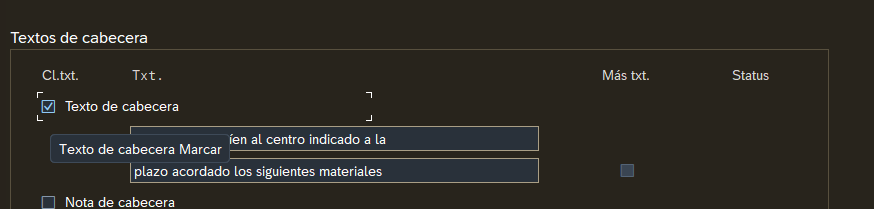 Textos de cabecera
Cl.txt. Txt. Más txt. Status
Texto de cabecera
íen al centro indicado a la
Texto de cabecera Marcar
plazo acordado los siguientes materiales
Nota de cabecera